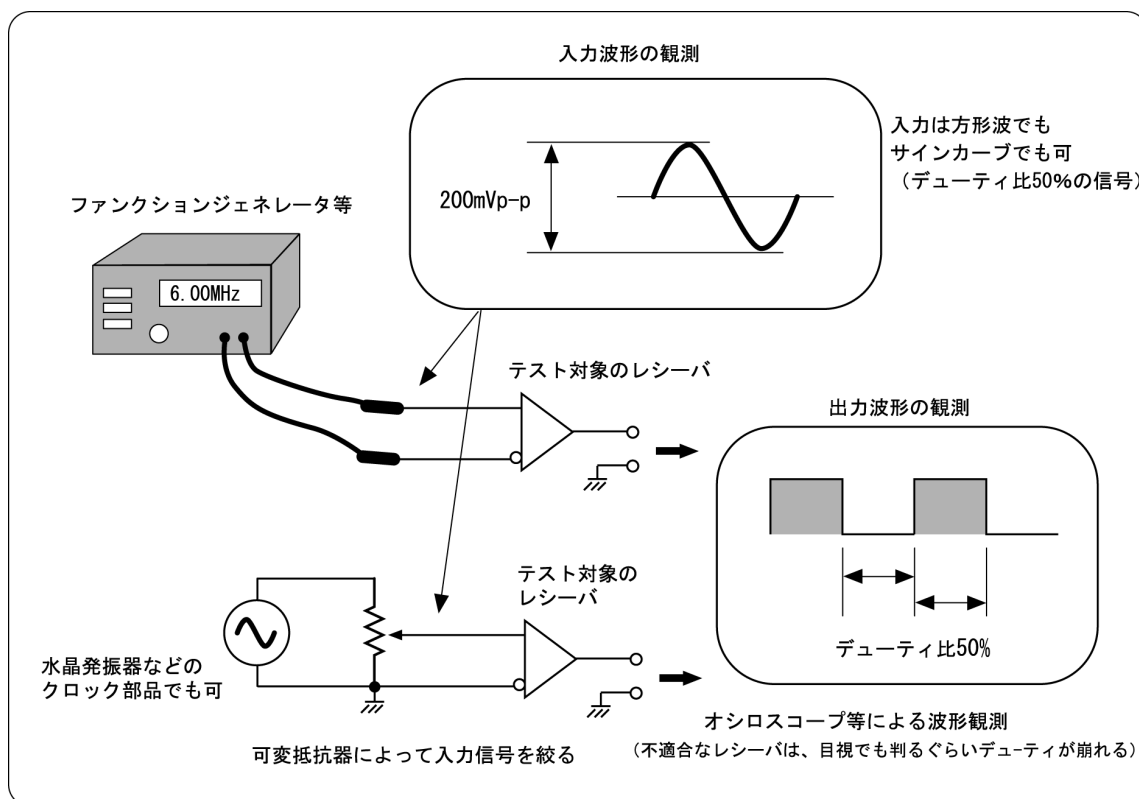 入力波形の観測
入力は方形波でも
サインカーブでも可
（デューティ比50%の信号）
200mVp-p
ファンクションジェネレータ等
6.00MHz
テスト対象のレシーバ
出力波形の観測
デューティ比50%
テスト対象の
レシーバ
水晶発振器などの
クロック部品でも可
オシロスコープ等による波形観測
（不適合なレシーバは、目視でも判るぐらいデューティが崩れる）
可変抵抗器によって入力信号を絞る